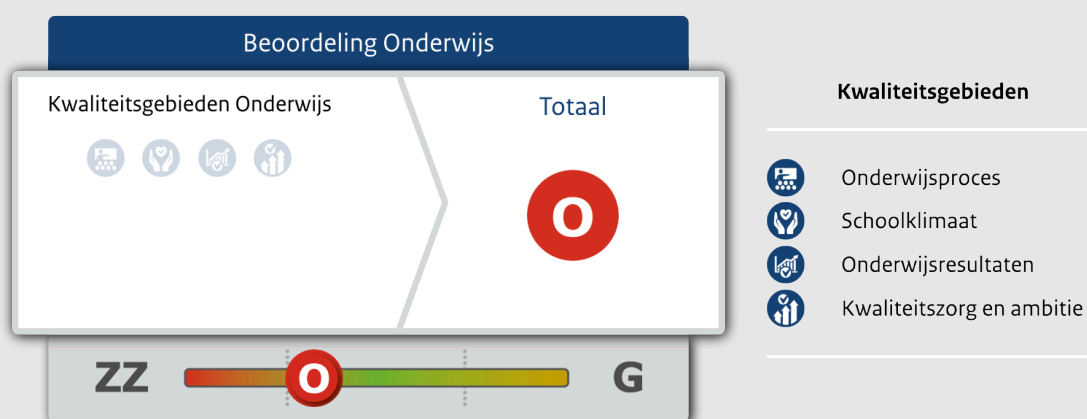 Beoordeling Onderwijs
Kwaliteitsgebieden Onderwijs
Totaal
O
ZZ
O
G
Kwaliteitsgebieden
Onderwijsproces
Schoolklimaat
Onderwijsresultaten
Kwaliteitszorg en ambitie